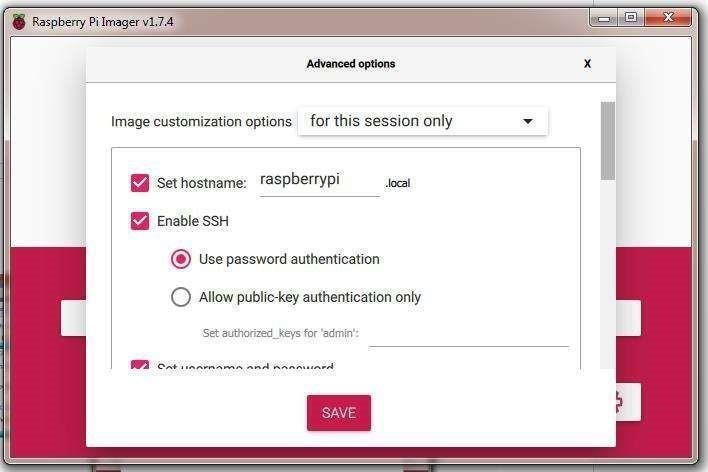 Raspberry Pi Imager v1.7.4
Advanced options X
Image customization options for this session only
Set hostname: raspberrypi .local
Enable SSH
Use password authentication
Allow public-key authentication only
Set authorized_keys for 'admin':
Set username and password
SAVE